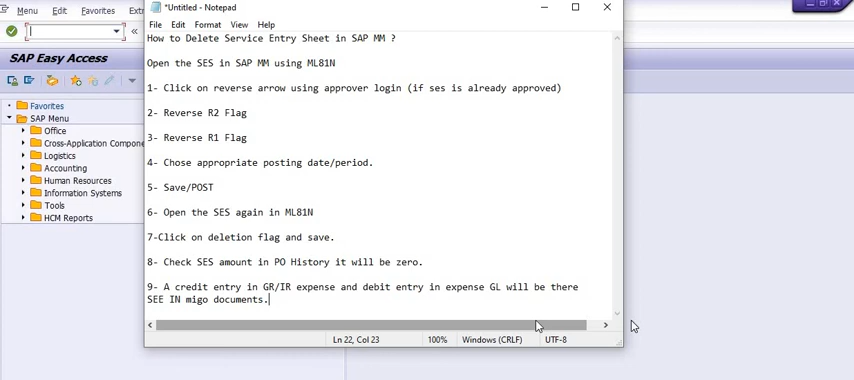 *Untitled - Notepad
Menu Edit Favorites Extr
File Edit Format View Help
SAP Easy Access
Favorites
SAP Menu
Office
Cross-Application Compone
Logistics
Accounting
Human Resources
Information Systems
Tools
HCM Reports
How to Delete Service Entry Sheet in SAP MM ?
Open the SES in SAP MM using ML81N
1- Click on reverse arrow using approver login (if ses is already approved)
2- Reverse R2 Flag
3- Reverse R1 Flag
4- Chose appropriate posting date/period.
5- Save/POST
6- Open the SES again in ML81N
7-Click on deletion flag and save.
8- Check SES amount in PO History it will be zero.
9- A credit entry in GR/IR expense and debit entry in expense GL will be there
SEE IN migo documents.
Ln 22, Col 23 100% Windows (CRLF) UTF-8